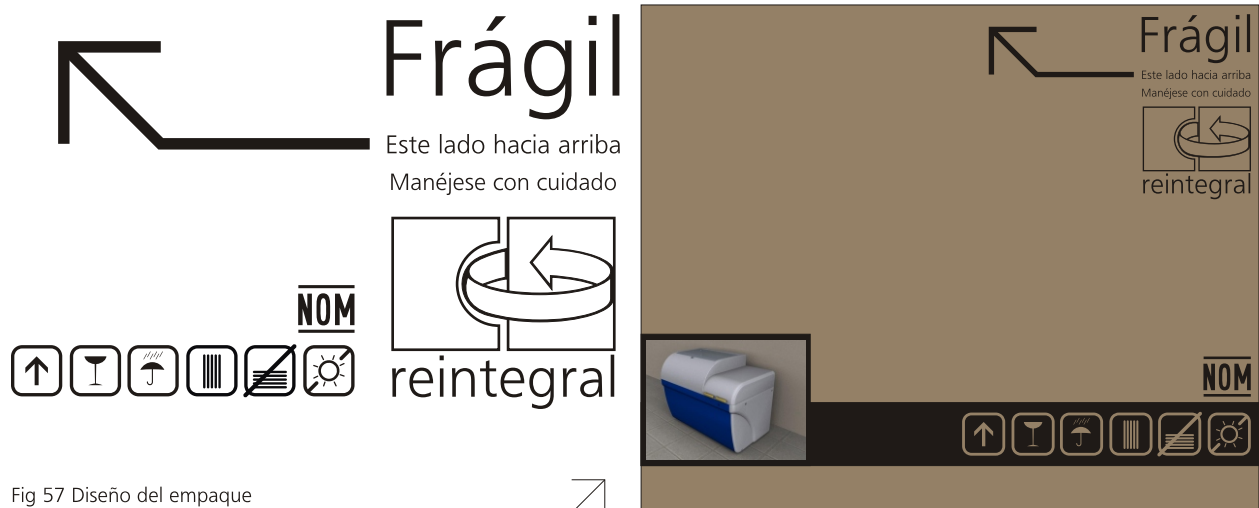 Frágil
Este lado hacia arriba
Manéjese con cuidado
reintegral
NOM
Fig 57 Diseño del empaque
Frágil
Este lado hacia arriba
Manéjese con cuidado
reintegral
NOM